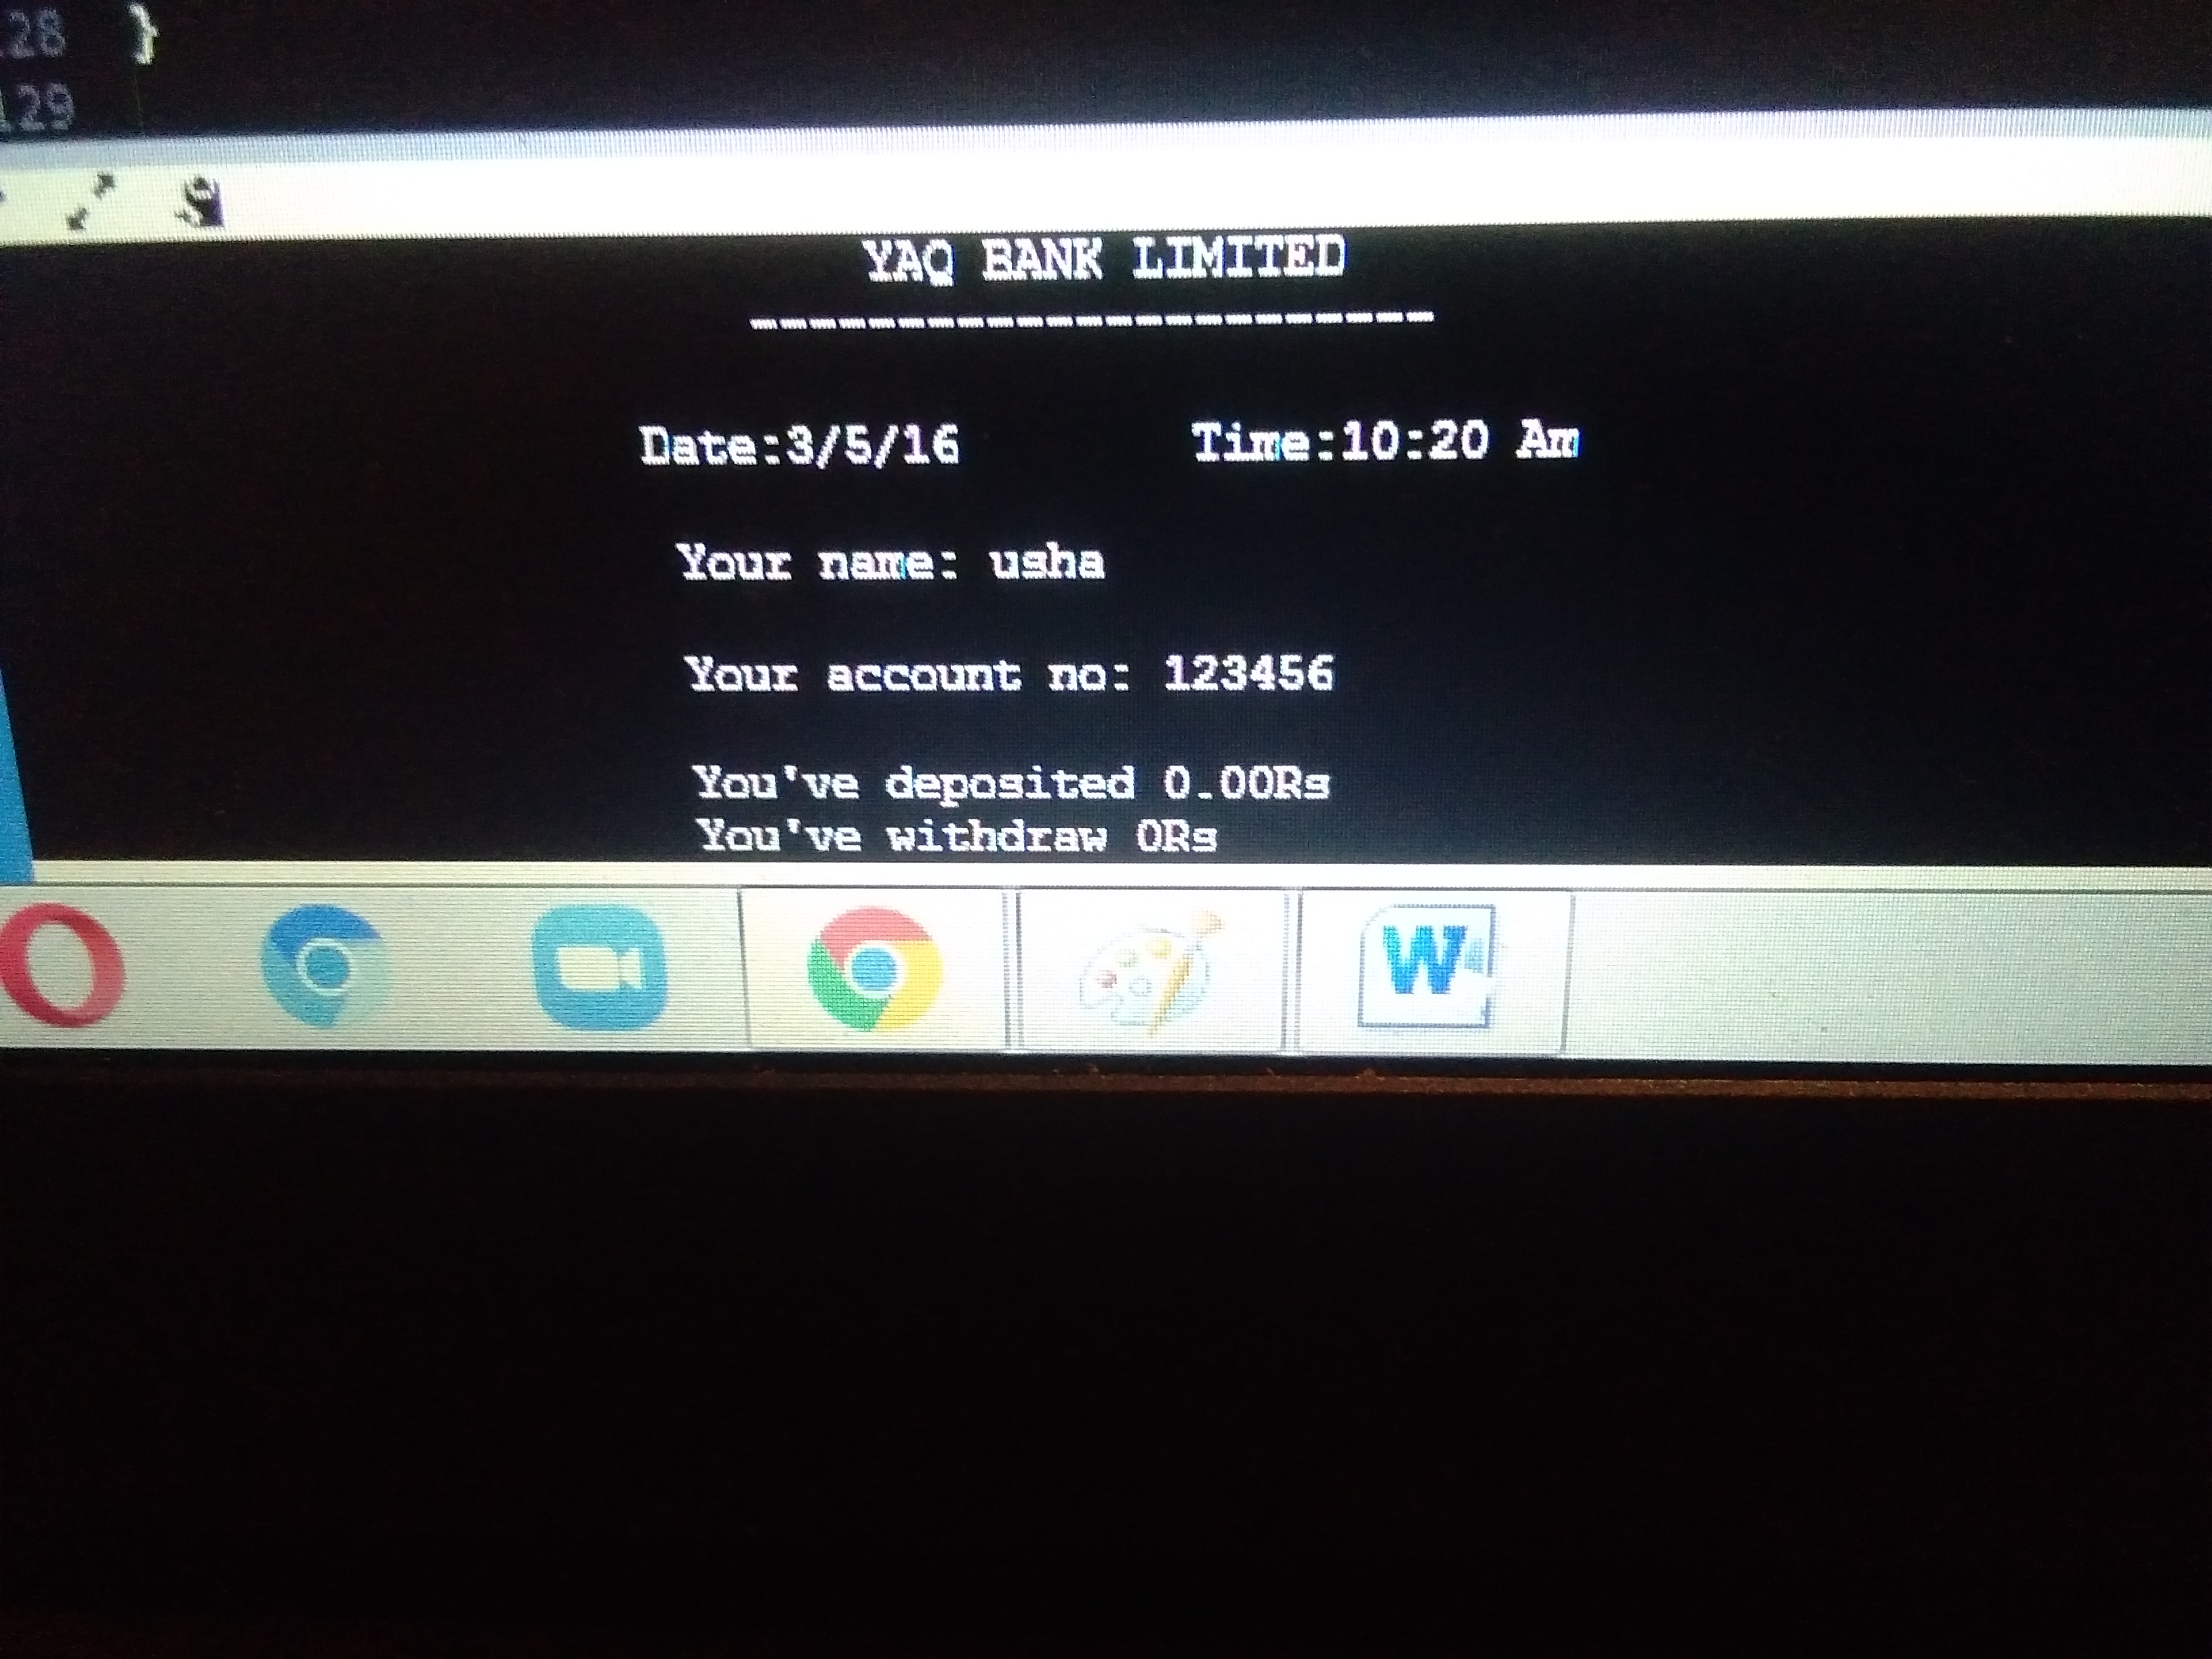 128 }
129
YAQ BANK LIMITED
-----------------------
Date:3/5/16 Time:10:20 Am
Your name: usha
Your account no: 123456
You've deposited 0.00Rs
You've withdraw 0Rs
W